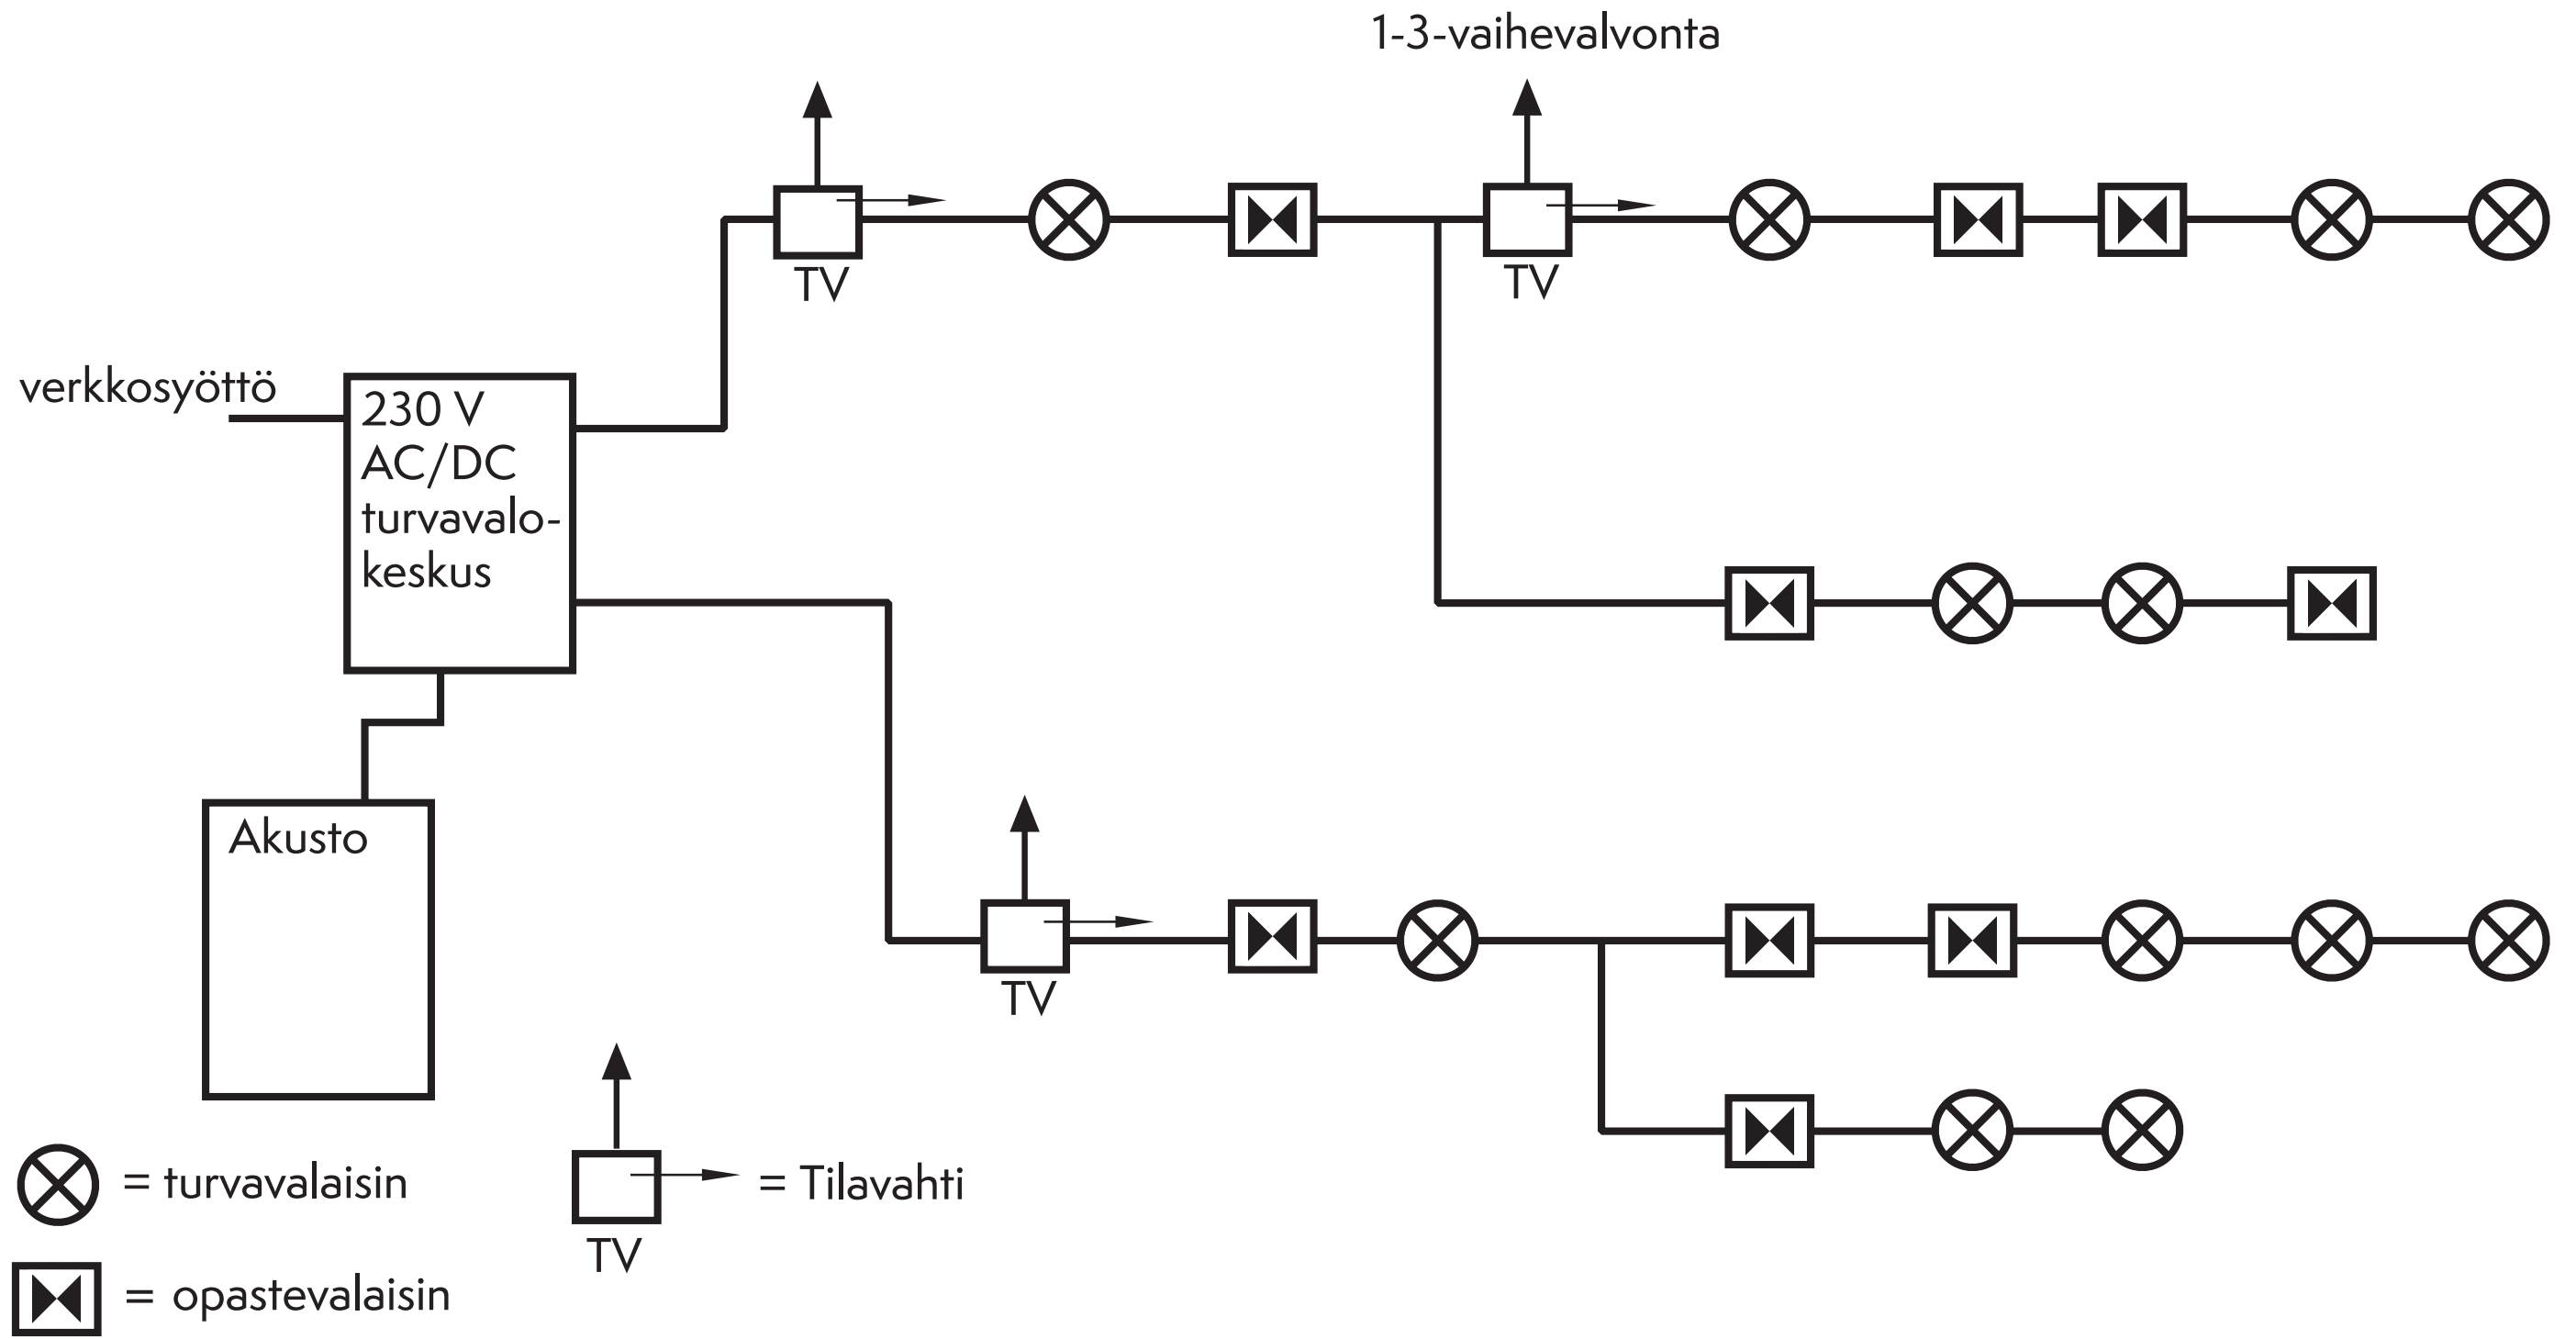 1-3-vaihevalvonta
TV
TV
verkkosyöttö
230 V
AC/DC
turvavalo-
keskus
Akusto
TV
= turvavalaisin
= Tilavahti
TV
= opastevalaisin